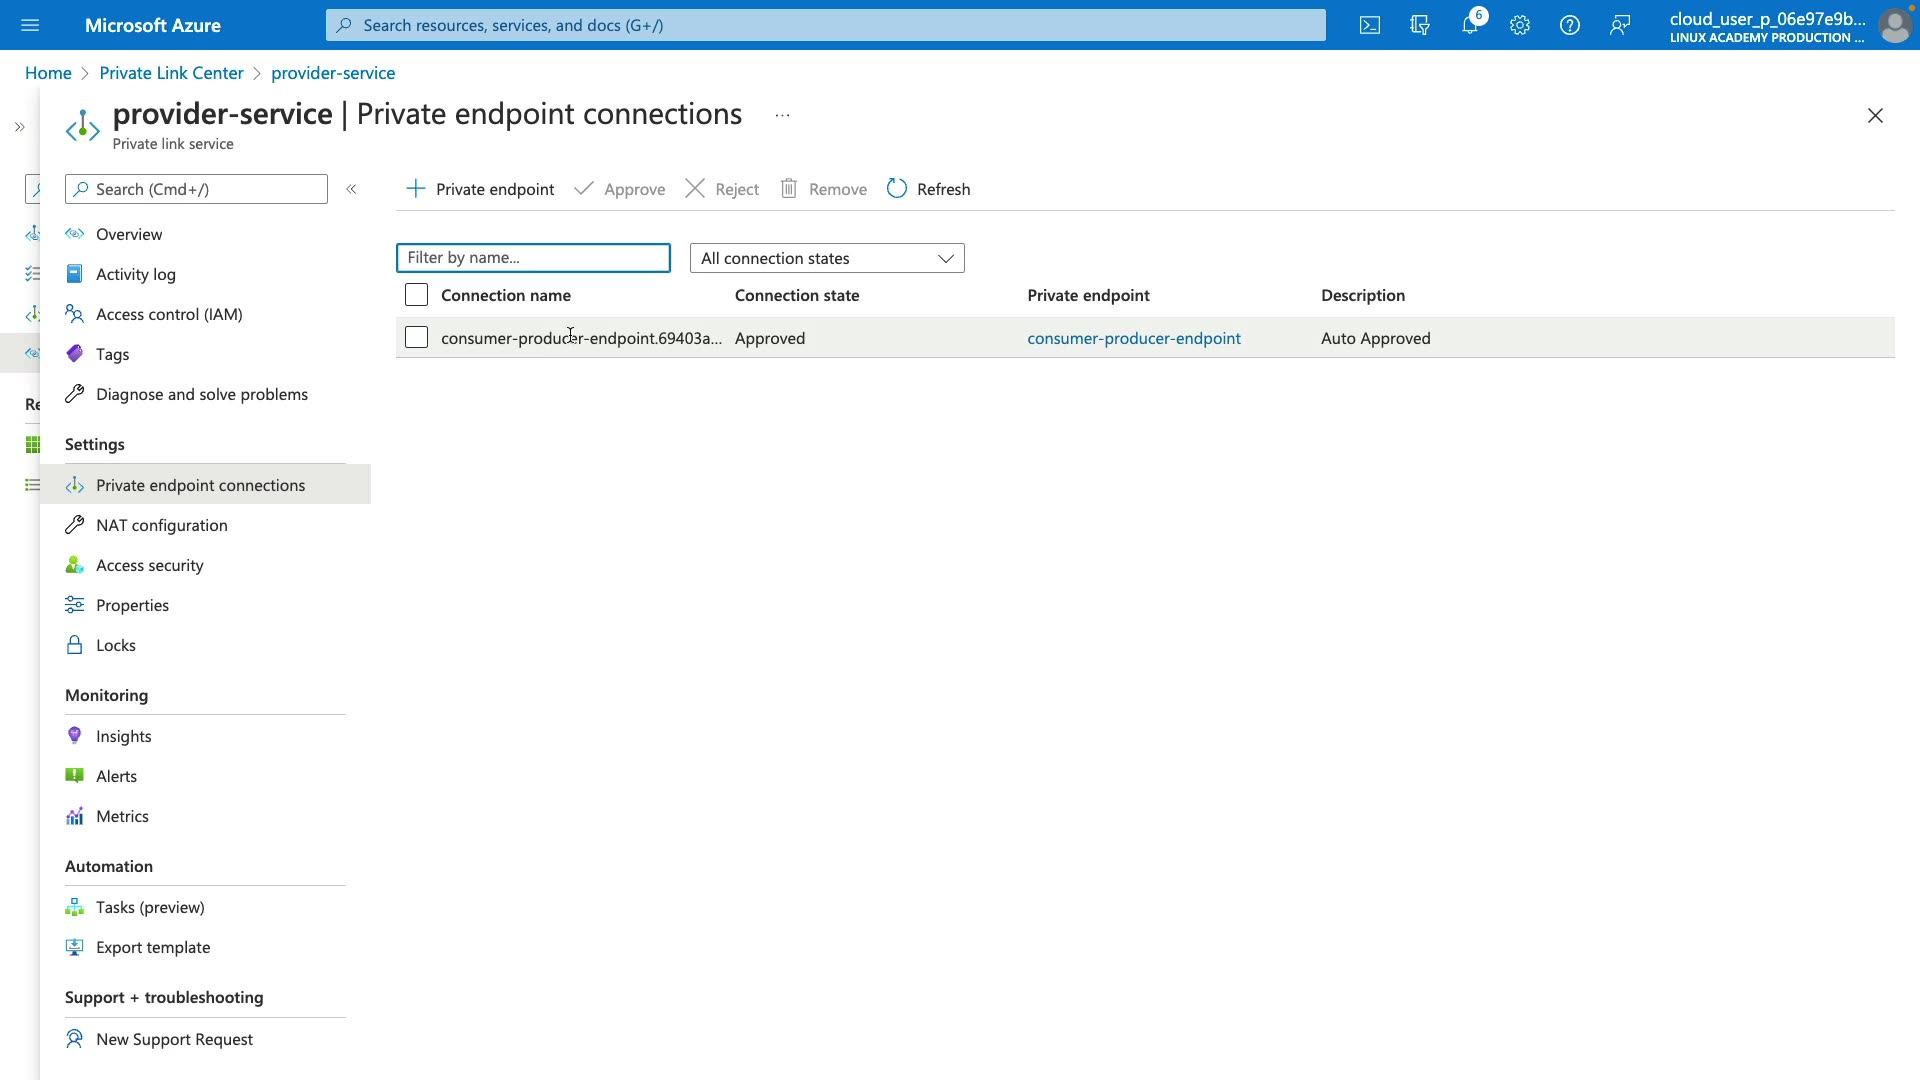 Microsoft Azure
Search resources, services, and docs (G+/)
6
cloud_user_p_06e97e9b...
LINUX ACADEMY PRODUCTION ...
Home > Private Link Center > provider-service
provider-service | Private endpoint connections ...
Private link service
Search (Cmd+/)
Private endpoint
Approve
Reject
Remove
Refresh
Overview
Activity log
Access control (IAM)
Tags
Diagnose and solve problems
Settings
Private endpoint connections
NAT configuration
Access security
Properties
Locks
Monitoring
Insights
Alerts
Metrics
Automation
Tasks (preview)
Export template
Support + troubleshooting
New Support Request
Filter by name...
All connection states
Connection name Connection state Private endpoint Description
consumer-producer-endpoint.69403a... Approved consumer-producer-endpoint Auto Approved